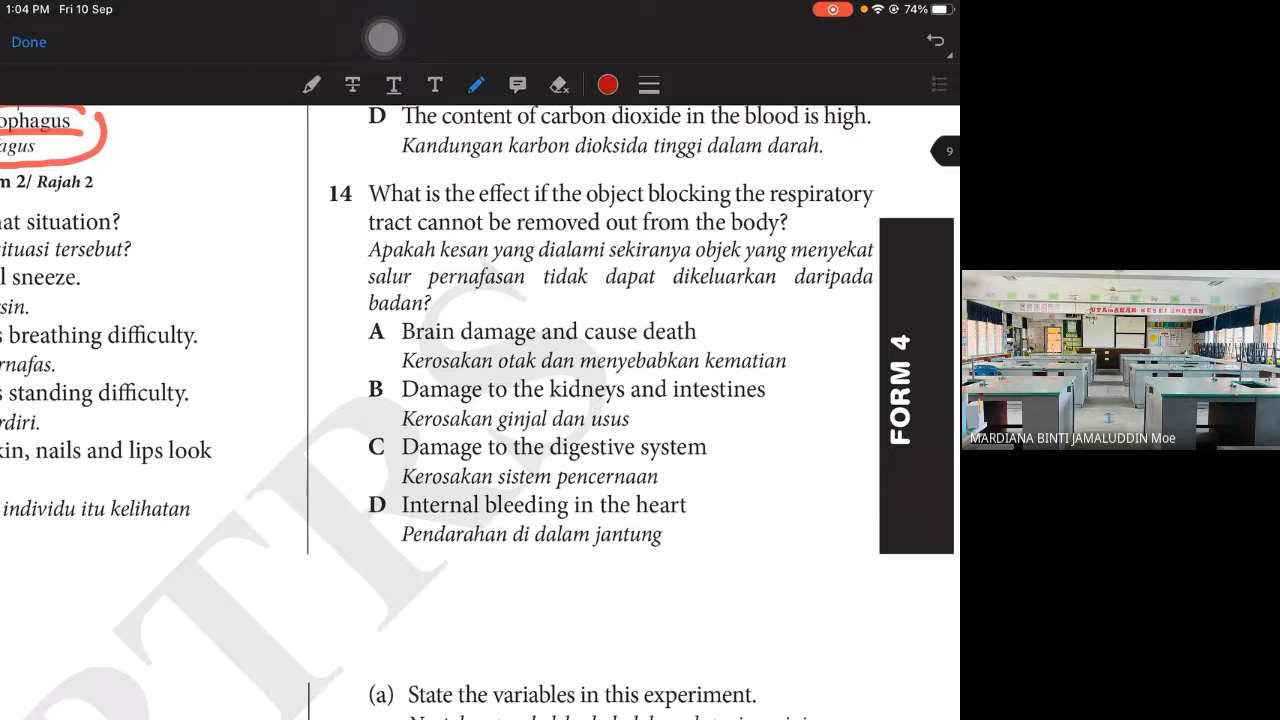 1:04 PM Fri 10 Sep
74%
Done
ophagus
agus
m 2/ Rajah 2
at situation?
ituasi tersebut?
l sneeze.
rsin.
s breathing difficulty.
rnafas.
s standing difficulty.
rdiri.
kin, nails and lips look
individu itu kelihatan
D The content of carbon dioxide in the blood is high.
Kandungan karbon dioksida tinggi dalam darah.
14 What is the effect if the object blocking the respiratory
tract cannot be removed out from the body?
Apakah kesan yang dialami sekiranya objek yang menyekat
salur pernafasan tidak dapat dikeluarkan daripada
badan?
A Brain damage and cause death
Kerosakan otak dan menyebabkan kematian
B Damage to the kidneys and intestines
Kerosakan ginjal dan usus
C Damage to the digestive system
Kerosakan sistem pencernaan
D Internal bleeding in the heart
Pendarahan di dalam jantung
(a) State the variables in this experiment.
9
FORM 4
PTRS
UTAMAKAN KESELAMATAN
MARDIANA BINTI JAMALUDDIN Moe